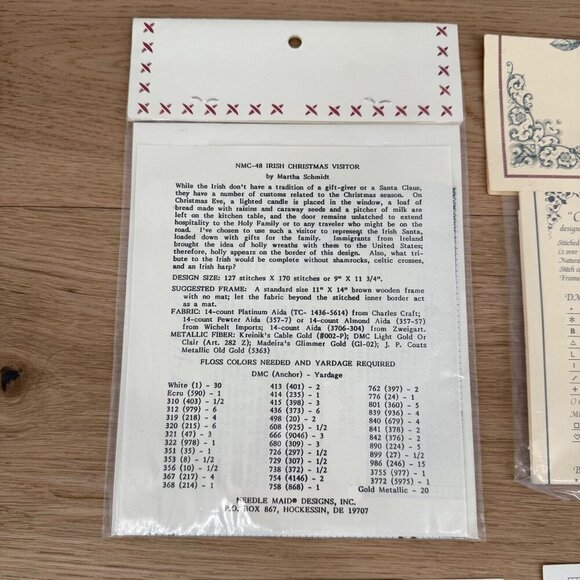 NMC-48 IRISH CHRISTMAS VISITOR
by Martha Schmidt
While the Irish don't have a tradition of a gift-giver or a Santa Claus,
they have a number of customs related to the Christmas season. On
Christmas Eve, a lighted candle is placed in the window, a loaf of
bread made with raisins and caraway seeds and a pitcher of milk are
left on the kitchen table, and the door remains unlatched to extend
hospitality to the Holy Family or to any traveler who might be on the
road. I've chosen to use such a visitor to represent the Irish Santa,
loaded down with gifts for the family. Immigrants from Ireland
brought the idea of holly wreaths with them to the United States;
therefore, holly appears on the border of this design. Also, what tri-
bute to the Irish would be complete without shamrocks, celtic crosses,
and an Irish harp?
DESIGN SIZE: 127 stitches X 170 stitches or 9" X 11 3/4".
SUGGESTED FRAME: A standard size 11" X 14" brown wooden frame
with no mat; let the fabric beyond the stitched inner border act
as a mat.
FABRIC: 14-count Platinum Aida (TC- 1436-5614) from Charles Craft;
14-count Pewter Aida (357-7) or 14-count Almond Aida (357-57)
from Wichelt Imports; 14-count Aida (3706-304) from Zweigart.
METALLIC FIBER: Kreinik's Cable Gold (#002-P); DMC Light Gold Or
Clair (Art. 282 Z); Madeira's Glimmer Gold (GI-02); J. P. Coats
Metallic Old Gold (5363)
FLOSS COLORS NEEDED AND YARDAGE REQUIRED
DMC (Anchor) - Yardage
White (1) - 30
Ecru (590) - 1
310 (403) - 1/2
312 (979) - 6
319 (218) - 4
320 (215) - 6
321 (47) - 3
322 (978) - 1
351 (35) - 1
353 (8) - 1/2
356 (10) - 1/2
367 (217) - 4
368 (214) - 1
413 (401) - 2
414 (235) - 1
415 (398) - 3
436 (373) - 6
498 (20) - 2
608 (925) - 1/2
666 (9046) - 3
680 (309) - 3
726 (297) - 1/2
729 (307) - 1/2
738 (372) - 1/2
754 (4146) - 2
758 (868) - 1
762 (397) - 2
776 (24) - 1
801 (360) - 5
839 (936) - 4
840 (679) - 4
841 (378) - 2
842 (376) - 2
890 (224) - 5
899 (27) - 1/2
986 (246) - 15
3755 (977) - 1
3772 (5975) - 1
Gold Metallic - 20
NEEDLE MAID® DESIGNS, INC.
P.O. BOX 867, HOCKESSIN, DE 19707
design
Stitched
(2 over
Natur
Stitch c
Frame